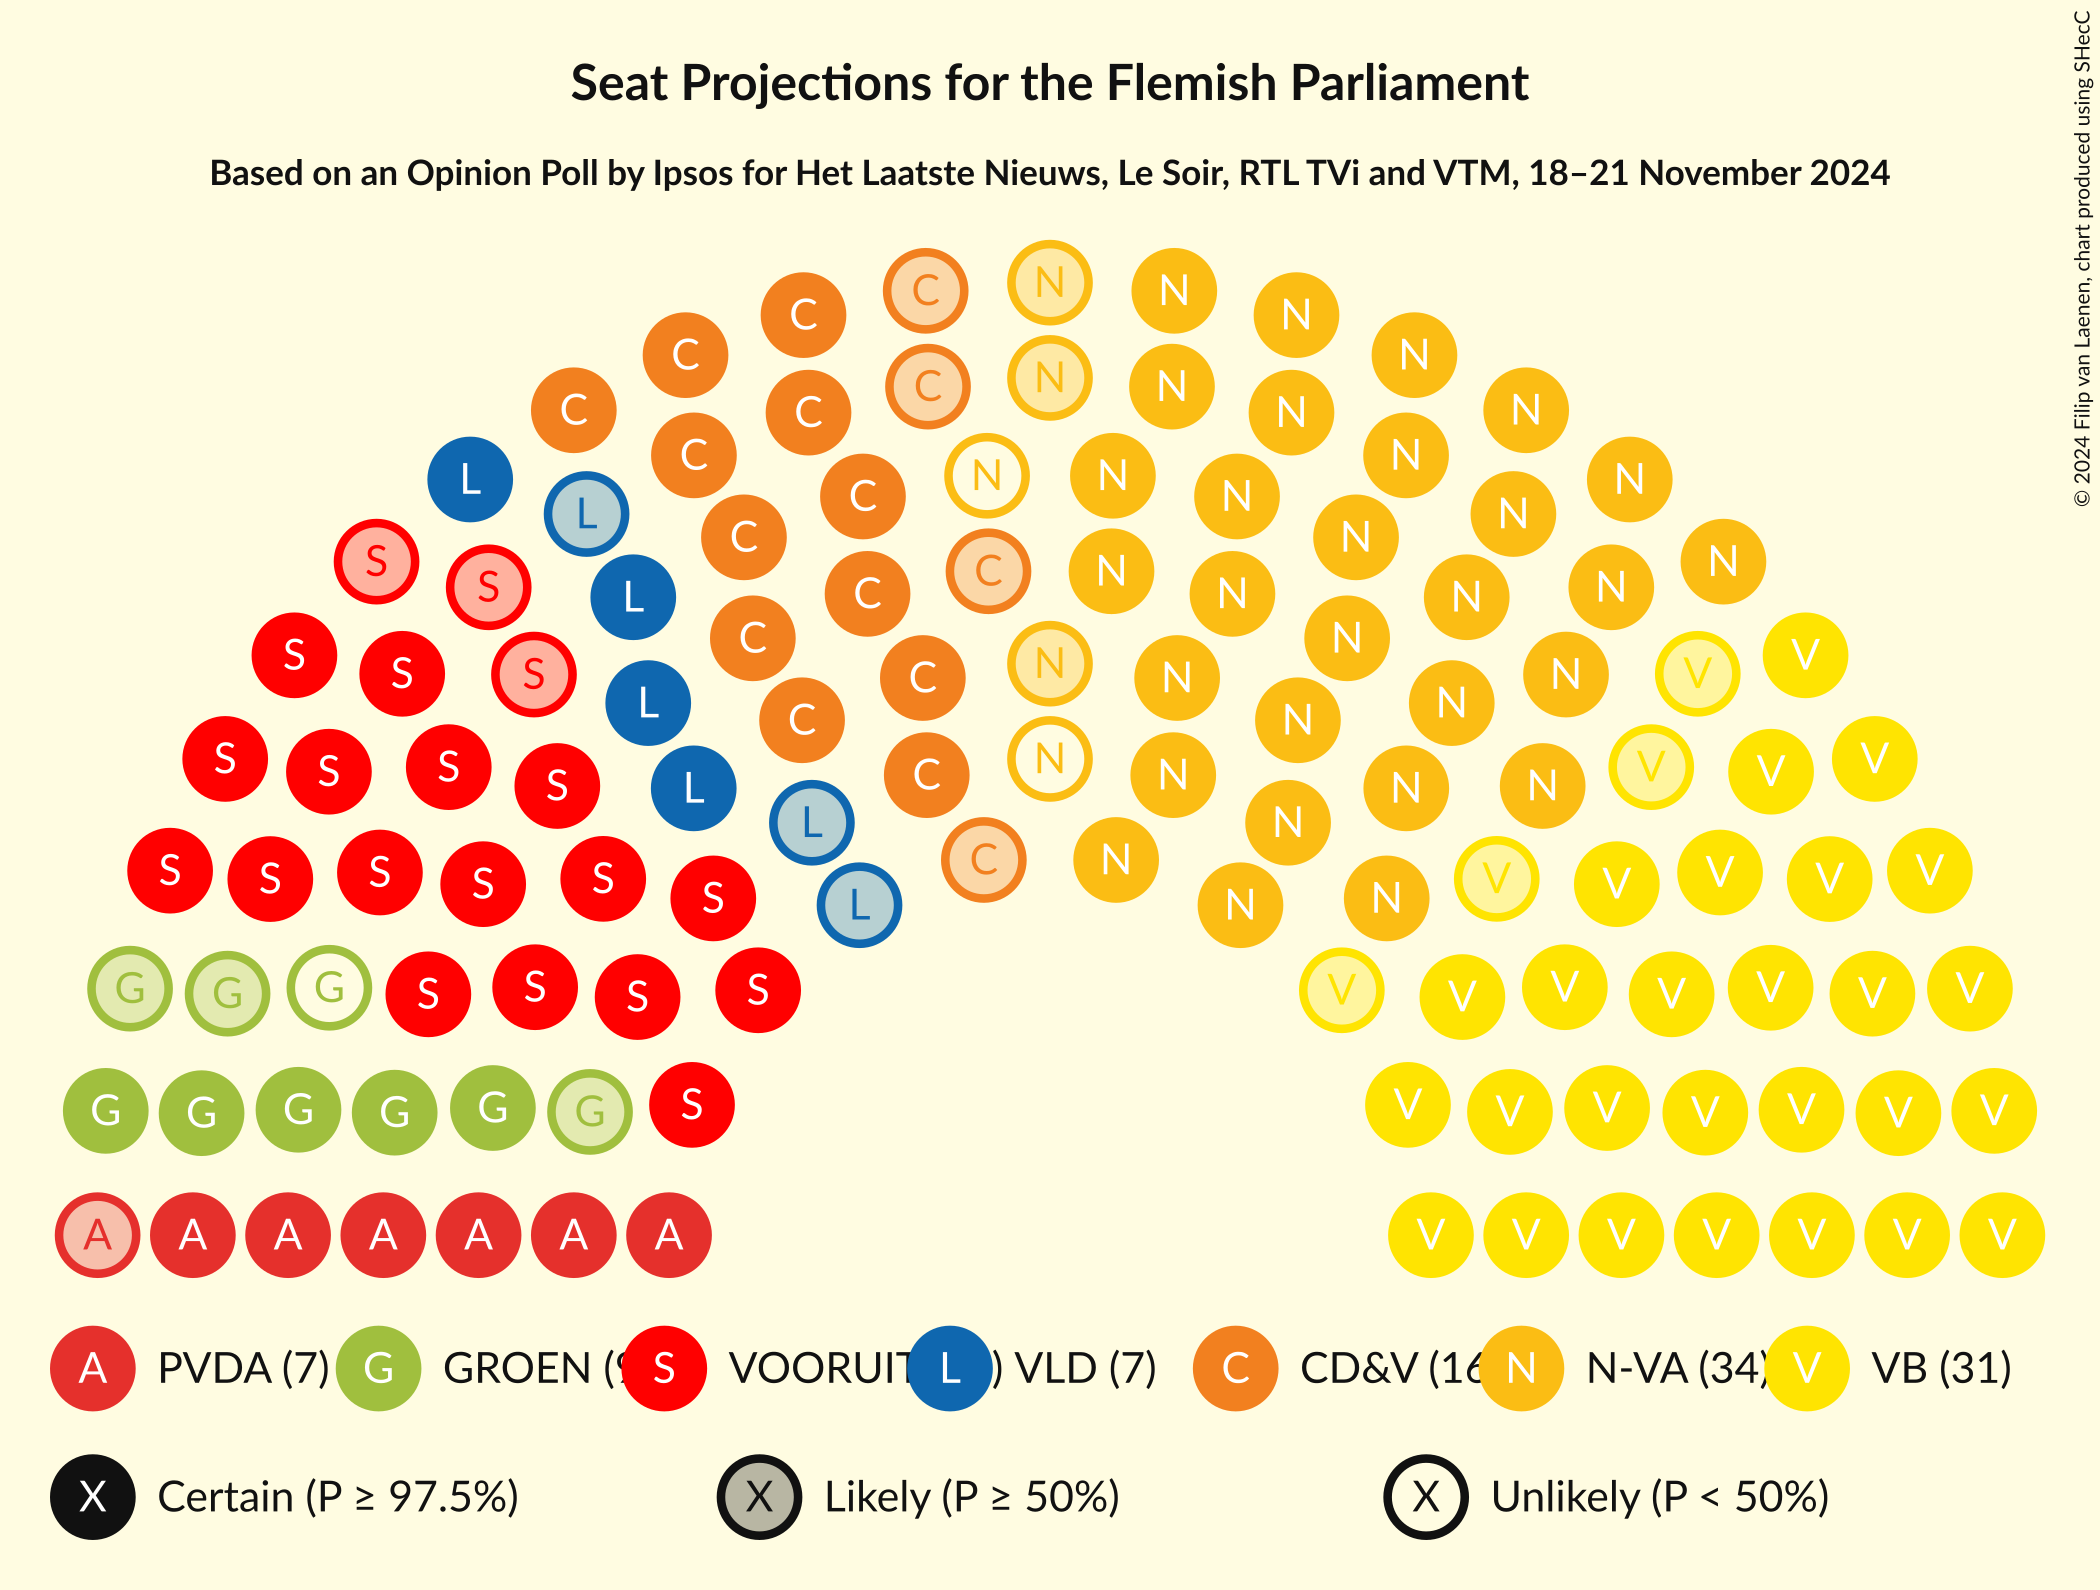 Seat Projections for the Flemish Parliament
Based on an Opinion Poll by Ipsos for Het Laatste Nieuws, Le Soir, RTL TVi and VTM, 18–21 November 2024
© 2024 Filip van Laenen, chart produced using SHecC
C N N
C N
C N
C N
C N
C N N
C N
C N
L C N N
C N N N
L C N N
C N
S L C C N N N N
S N
C N N
S C N V
S S S L C N N V
C N
S S S S L N C N N N N V V V
L N
S S S S S S L C N N N V V V V V
G G G S S S S V V V V V V V
G G G G G G S V V V V V V V
A A A A A A A V V V V V V V
A PVDA (7) G GROEN ( S VOORUIT L ) VLD (7) C CD&V (16 N N-VA (34) V VB (31)
X Certain (P ≥ 97.5%) X Likely (P ≥ 50%) X Unlikely (P < 50%)